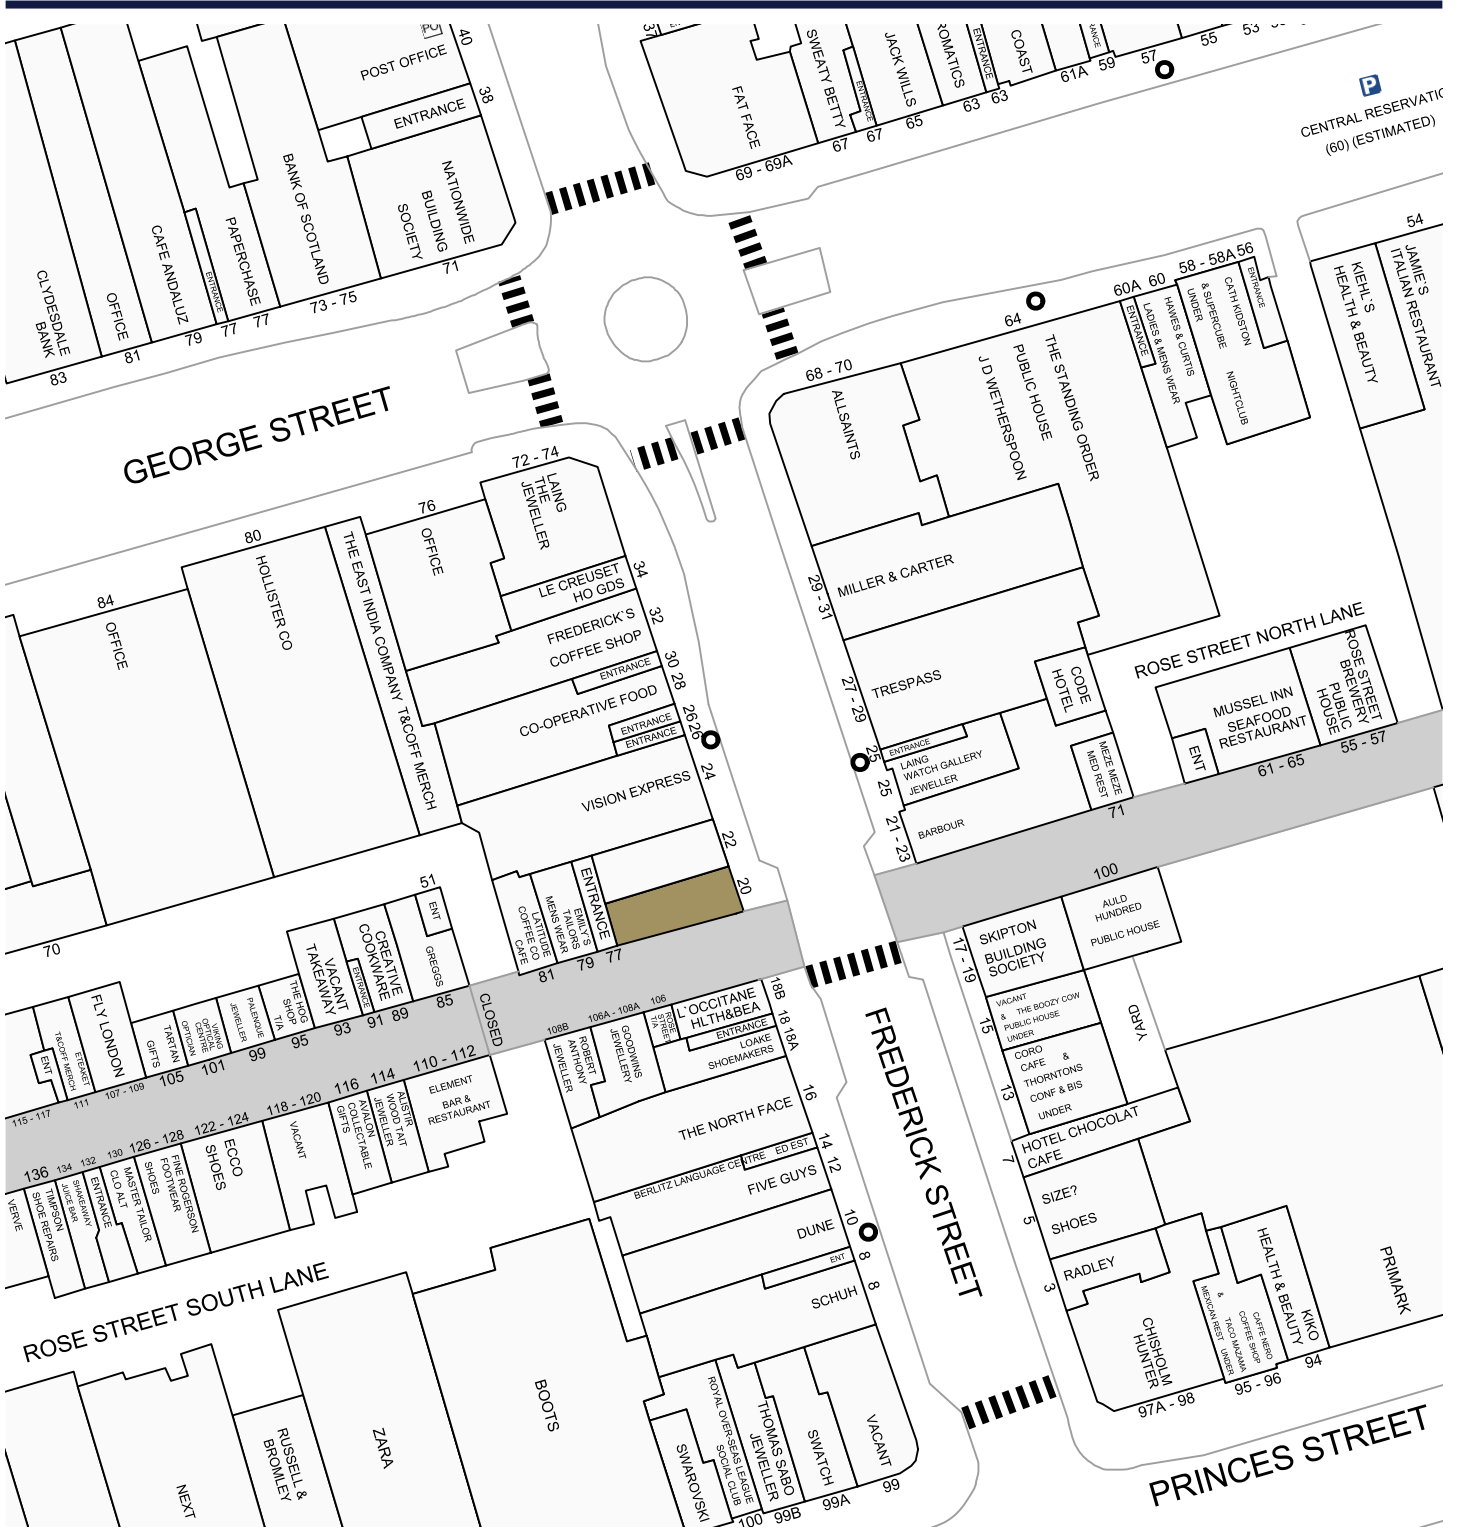 40
POST OFFICE
38
ENTRANCE
NATIONWIDE
BUILDING
SOCIETY
71
BANK OF SCOTLAND
73 - 75
PAPERCHASE
77
ENTRANCE
77
CAFE ANDALUZ
79
OFFICE
81
CLYDESDALE
BANK
83
37
FAT FACE
69 - 69A
SWEATY BETTY
67
ENTRANCE
67
JACK WILLS
65
ROMATICS
63
ENTRANCE
63
COAST
61A
59
57
55
53
P
CENTRAL RESERVATIO
(60) (ESTIMATED)
GEORGE STREET
54
JAMIE'S
ITALIAN RESTAURANT
KIEHL`S
HEALTH & BEAUTY
56
ENTRANCE
58 - 58A
CATH KIDSTON
& SUPERCUBE
UNDER
NIGHTCLUB
60
HAWES & CURTIS
LADIES & MENS WEAR
60A
ENTRANCE
64
THE STANDING ORDER
PUBLIC HOUSE
J D WETHERSPOON
68 - 70
ALLSAINTS
29 - 31
MILLER & CARTER
27 - 29
TRESPASS
CODE
HOTEL
25
ENTRANCE
25
LAING
WATCH GALLERY
JEWELLER
21 - 23
BARBOUR
MEZE MEZE
MED REST
71
ROSE STREET NORTH LANE
MUSSEL INN
SEAFOOD
RESTAURANT
ENT
61 - 65
ROSE STREET
BREWERY
PUBLIC
HOUSE
55 - 57
72 - 74
LAING
THE
JEWELLER
76
OFFICE
80
HOLLISTER CO
THE EAST INDIA COMPANY T&COFF MERCH
84
OFFICE
34
LE CREUSET
HO GDS
32
FREDERICK`S
COFFEE SHOP
30
ENTRANCE
28
CO-OPERATIVE FOOD
26
ENTRANCE
26
ENTRANCE
24
VISION EXPRESS
22
20
ENTRANCE
77
EMILY'S
TAILORS
MENS WEAR
79
LATITUDE
COFFEE CO
CAFE
81
70
51
ENT
GREGGS
85
CREATIVE
COOKWARE
89
ENTRANCE
91
VACANT
TAKEAWAY
93
THE HOG
SHOP
T/A
95
PALENQUE
JEWELLER
99
VIKING
OPTICAL
CENTRE
OPTICIAN
101
TARTAN
GIFTS
105
FLY LONDON
107 - 109
ETEAKET
T&COFF MERCH
111
ENT
115 - 117
CLOSED
100
AULD
HUNDRED
PUBLIC HOUSE
SKIPTON
BUILDING
SOCIETY
17 - 19
VACANT
& THE BOOZY COW
PUBLIC HOUSE
UNDER
15
CORO
CAFE &
THORNTONS
CONF & BIS
UNDER
13
YARD
HOTEL CHOCOLAT
CAFE
7
SIZE?
SHOES
5
RADLEY
3
FREDERICK STREET
108B
ROBERT
ANTHONY
JEWELLER
106A - 108A
GOODWINS
JEWELLERY
106
ROSE
STREET
T/A
L`OCCITANE
HLTH&BEA
18B
ENTRANCE
18
LOAKE
SHOEMAKERS
18A
16
THE NORTH FACE
14
ED EST
BERLITZ LANGUAGE CENTRE
12
FIVE GUYS
10
DUNE
8
ENT
8
SCHUH
110 - 112
ELEMENT
BAR &
RESTAURANT
114
ALISTIR
WOOD TAIT
JEWELLER
116
AVALON
COLLECTABLE
GIFTS
118 - 120
VACANT
122 - 124
ECCO
SHOES
126 - 128
FINE ROGERSON
FOOTWEAR
SHOES
130
MASTER TAILOR
CLO ALT
132
ENTRANCE
134
SHAKEAWAY
JUICE BAR
136
TIMPSON
SHOE REPAIRS
VERVE
ROSE STREET SOUTH LANE
NEXT
RUSSELL &
BROMLEY
ZARA
BOOTS
SWAROVSKI
ROYAL OVER-SEAS LEAGUE
SOCIAL CLUB
100
THOMAS SABO
JEWELLER
99B
SWATCH
99A
VACANT
99
CHISHOLM
HUNTER
97A - 98
CAFFE NERO
COFFEE SHOP
&
TACO MAZAMA
MEXICAN REST
UNDER
95 - 96
KIKO
HEALTH & BEAUTY
94
PRIMARK
PRINCES STREET